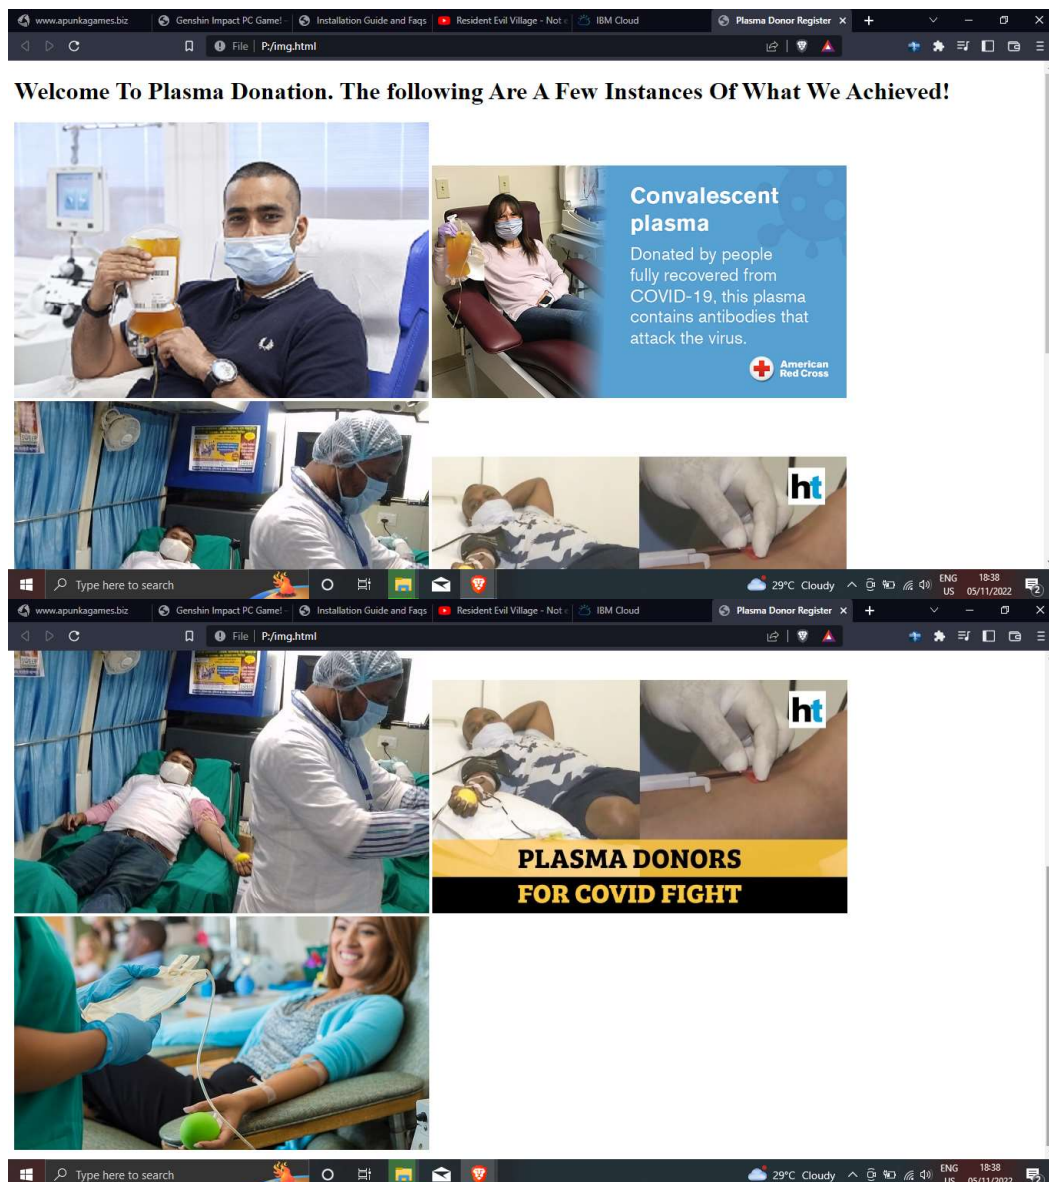 www.apunkagames.biz
Genshin Impact PC Game! -
Installation Guide and Faqs
Resident Evil Village - Not
IBM Cloud
Plasma Donor Register
File | P:/img.html
Welcome To Plasma Donation. The following Are A Few Instances Of What We Achieved!
Convalescent
plasma
Donated by people
fully recovered from
COVID-19, this plasma
contains antibodies that
attack the virus.
American
Red Cross
ht
Type here to search
29°C Cloudy
ENG
US
18:38
05/11/2022
2
www.apunkagames.biz
Genshin Impact PC Game! -
Installation Guide and Faqs
Resident Evil Village - Not
IBM Cloud
Plasma Donor Register
File | P:/img.html
ht
PLASMA DONORS
FOR COVID FIGHT
Type here to search
29°C Cloudy
ENG
US
18:38
05/11/2022